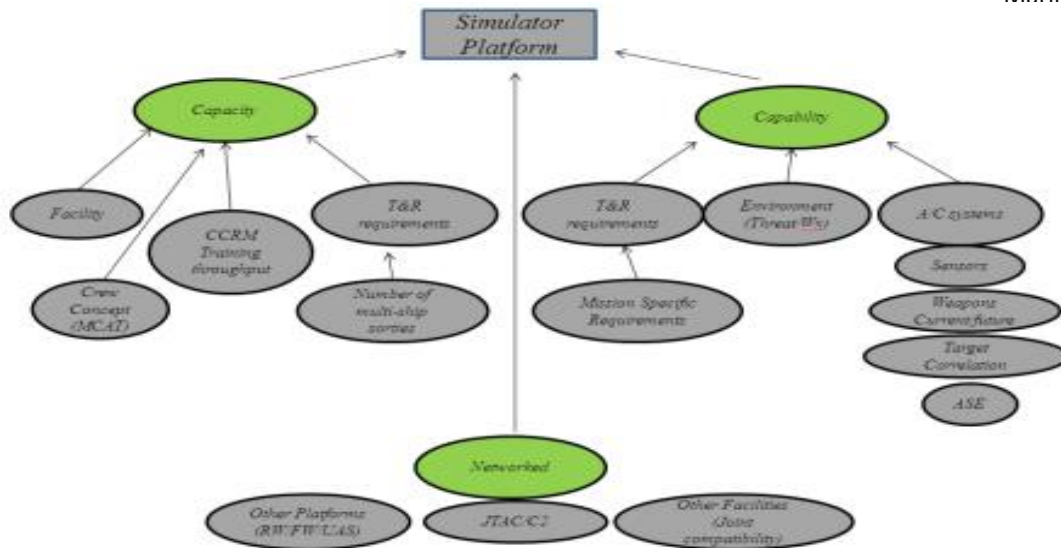 Simulator
Platform
Capacity
Capability
Facility
T&R
requirements
CCRM
Training
throughput
Crew
Concept
(MCAT)
Number of
multi-ship
sorties
T&R
requirements
Environment
(Threat/Wx)
A/C systems
Mission Specific
Requirements
Sensors
Weapons
Current/future
Target
Correlation
ASE
Networked
Other Platforms
(RW/FW/UAS)
JTAC/C2
Other Facilities
(Joint
compatibility)